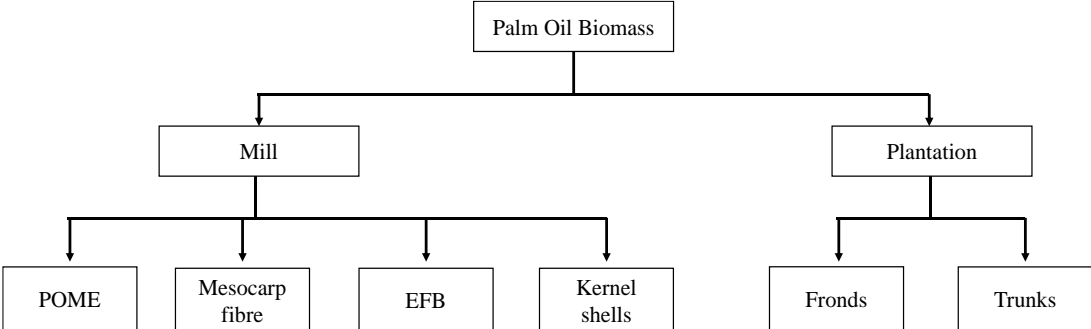 Palm Oil Biomass
Mill
Plantation
POME
Mesocarp
fibre
EFB
Kernel
shells
Fronds
Trunks